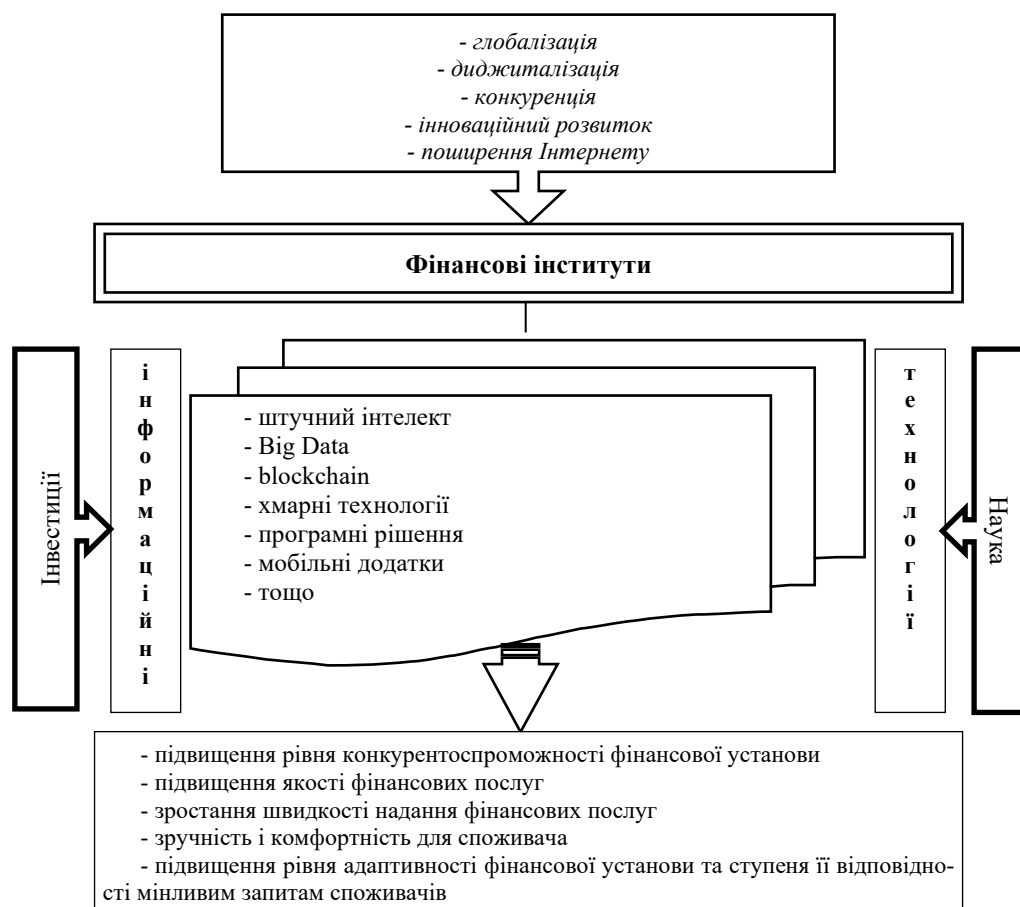 - глобалізація
- диджиталізація
- конкуренція
- інноваційний розвиток
- поширення Інтернету
Фінансові інститути
Інвестиції
інформаційні
- штучний інтелект
- Big Data
- blockchain
- хмарні технології
- програмні рішення
- мобільні додатки
- тощо
технології
Наука
- підвищення рівня конкурентоспроможності фінансової установи
- підвищення якості фінансових послуг
- зростання швидкості надання фінансових послуг
- зручність і комфортність для споживача
- підвищення рівня адаптивності фінансової установи та ступеня її відповідно-
сті мінливим запитам споживачів